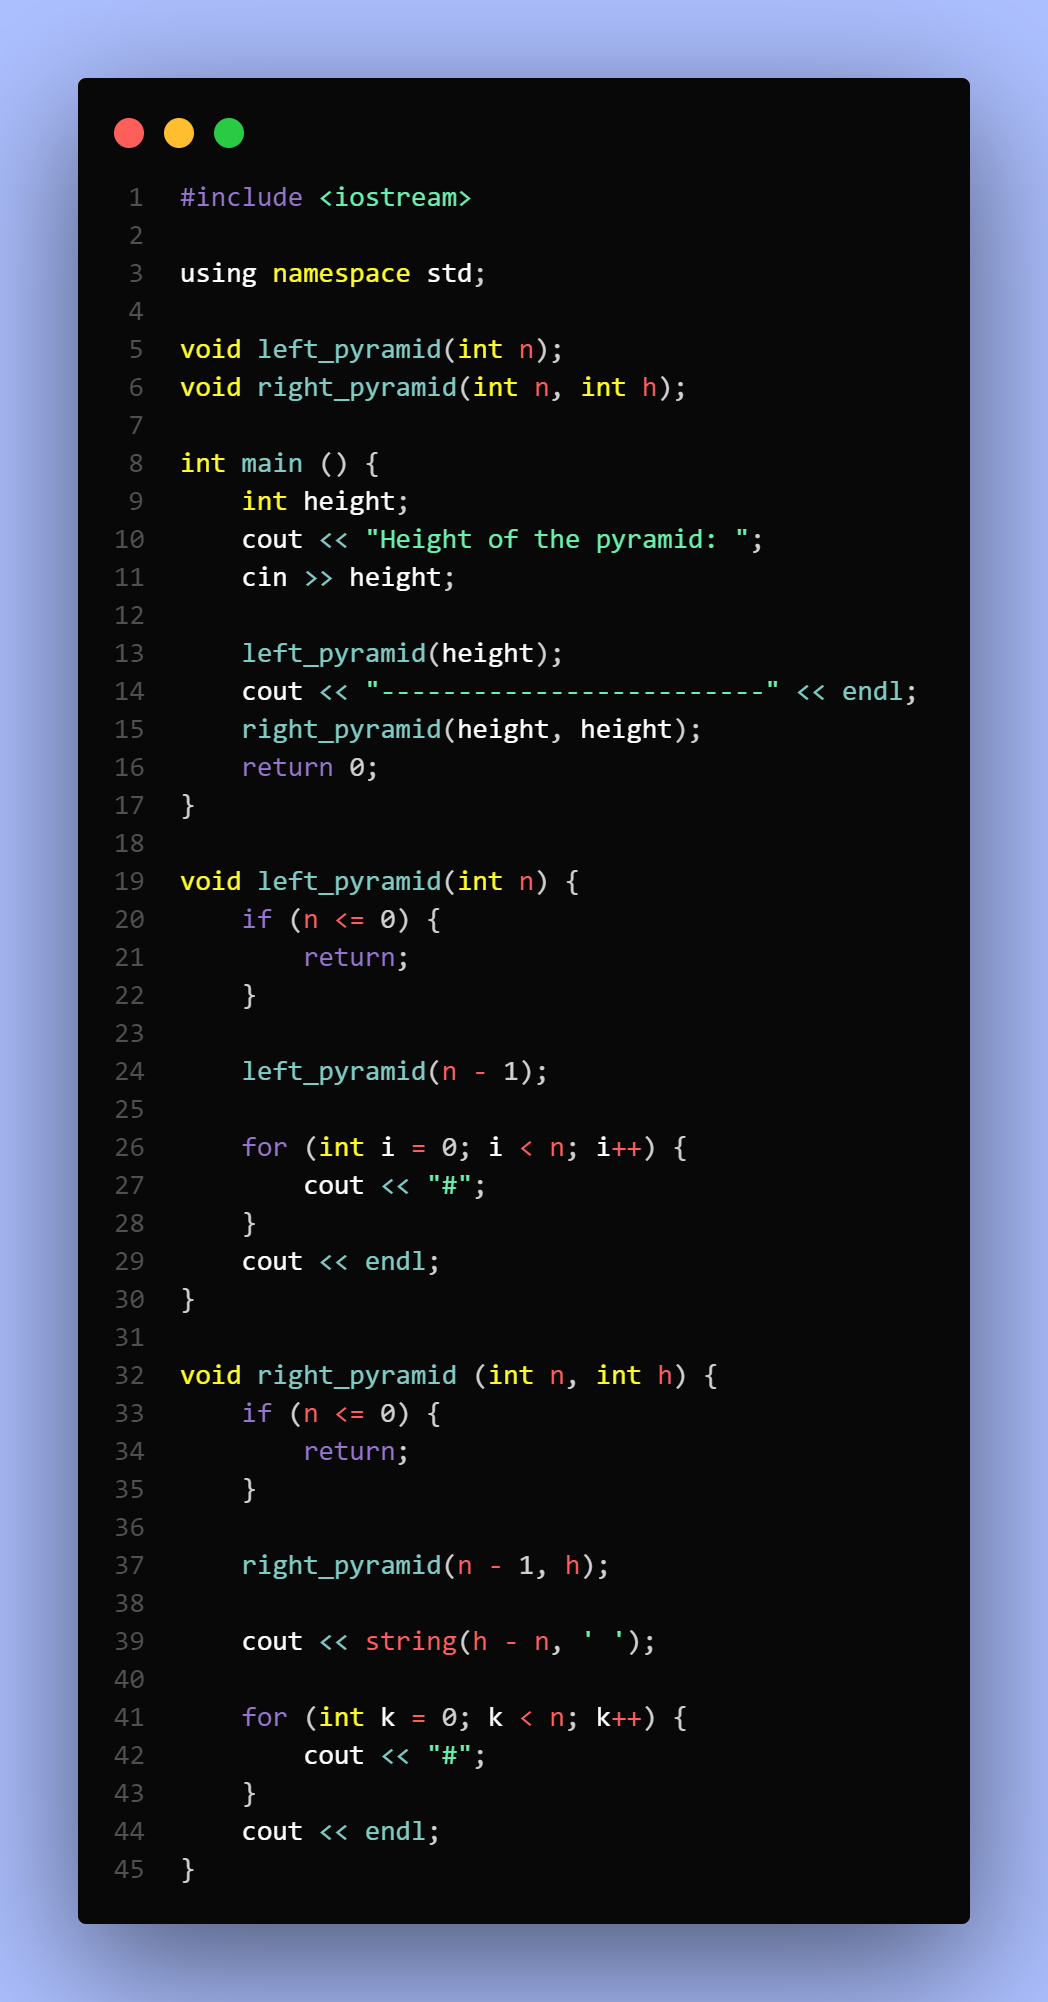 1 #include <iostream>
2
3 using namespace std;
4
5 void left_pyramid(int n);
6 void right_pyramid(int n, int h);
7
8 int main () {
9     int height;
10     cout << "Height of the pyramid: ";
11     cin >> height;
12
13     left_pyramid(height);
14     cout << "-------------------------" << endl;
15     right_pyramid(height, height);
16     return 0;
17 }
18
19 void left_pyramid(int n) {
20     if (n <= 0) {
21         return;
22     }
23
24     left_pyramid(n - 1);
25
26     for (int i = 0; i < n; i++) {
27         cout << "#";
28     }
29     cout << endl;
30 }
31
32 void right_pyramid (int n, int h) {
33     if (n <= 0) {
34         return;
35     }
36
37     right_pyramid(n - 1, h);
38
39     cout << string(h - n, ' ');
40
41     for (int k = 0; k < n; k++) {
42         cout << "#";
43     }
44     cout << endl;
45 }